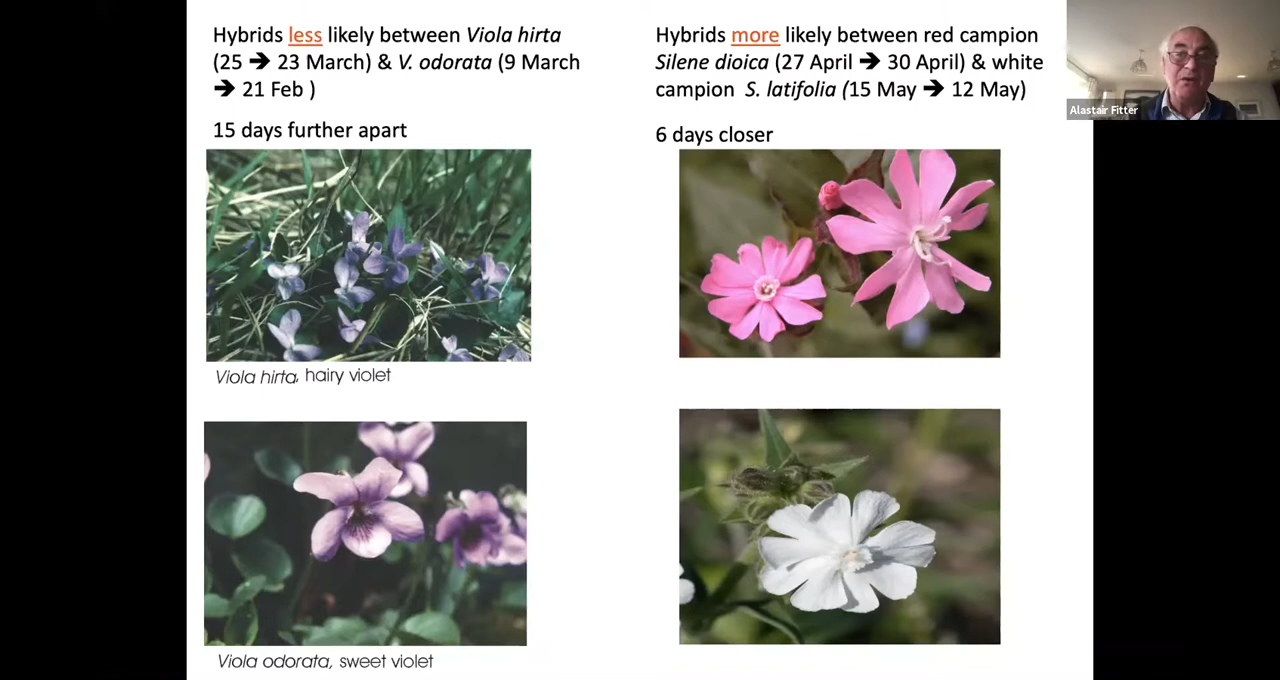 Hybrids less likely between Viola hirta
(25 ➔ 23 March) & V. odorata (9 March
➔ 21 Feb )
15 days further apart
Viola hirta, hairy violet
Viola odorata, sweet violet
Hybrids more likely between red campion
Silene dioica (27 April ➔ 30 April) & white
campion S. latifolia (15 May ➔ 12 May)
6 days closer
Alastair Fitter